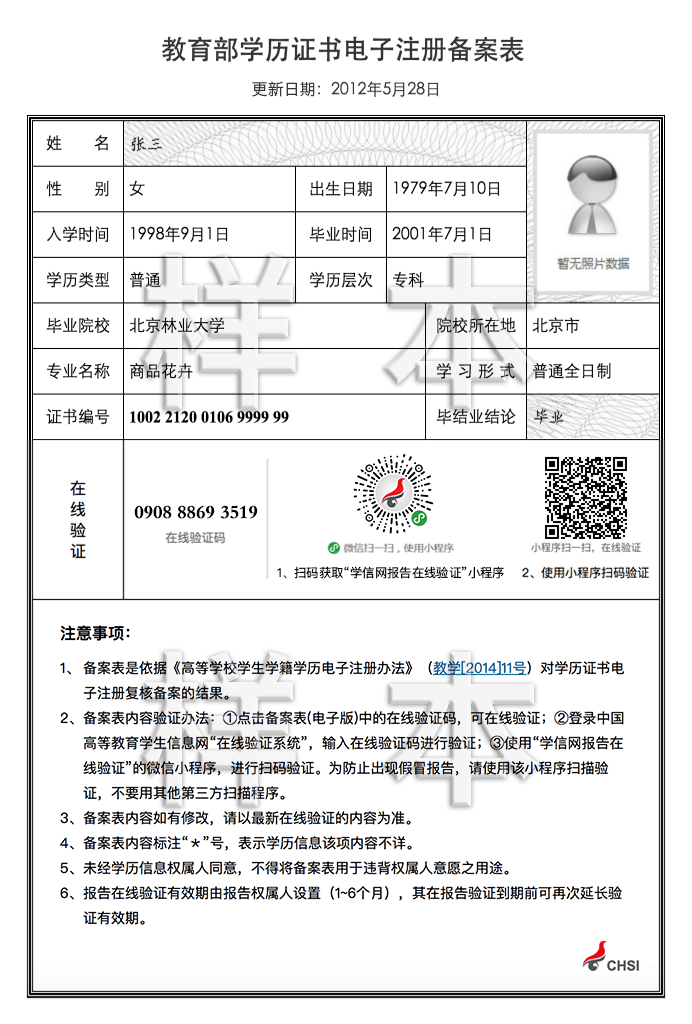 教育部学历证书电子注册备案表
更新日期：2012年5月28日
姓 名 张三
性 别 女 出生日期 1979年7月10日
入学时间 1998年9月1日 毕业时间 2001年7月1日
暂无照片数据
学历类型 普通 学历层次 专科
毕业院校 北京林业大学 院校所在地 北京市
专业名称 商品花卉 学习形式 普通全日制
证书编号 1002 2120 0106 9999 99 毕结业结论 毕业
样本
在线验证
0908 8869 3519
在线验证码
微信扫一扫，使用小程序
小程序扫一扫，在线验证
1、扫码获取“学信网报告在线验证”小程序
2、使用小程序扫码验证
注意事项：
1、备案表是依据《高等学校学生学籍学历电子注册办法》（教学[2014]11号）对学历证书电
子注册复核备案的结果。
2、备案表内容验证办法：①点击备案表(电子版)中的在线验证码，可在线验证；②登录中国
高等教育学生信息网“在线验证系统”，输入在线验证码进行验证；③使用“学信网报告在
线验证”的微信小程序，进行扫码验证。为防止出现假冒报告，请使用该小程序扫描验
证，不要用其他第三方扫描程序。
3、备案表内容如有修改，请以最新在线验证的内容为准。
4、备案表内容标注“＊”号，表示学历信息该项内容不详。
5、未经学历信息权属人同意，不得将备案表用于违背权属人意愿之用途。
6、报告在线验证有效期由报告权属人设置（1~6个月），其在报告验证到期前可再次延长验
证有效期。
样本
CHSI